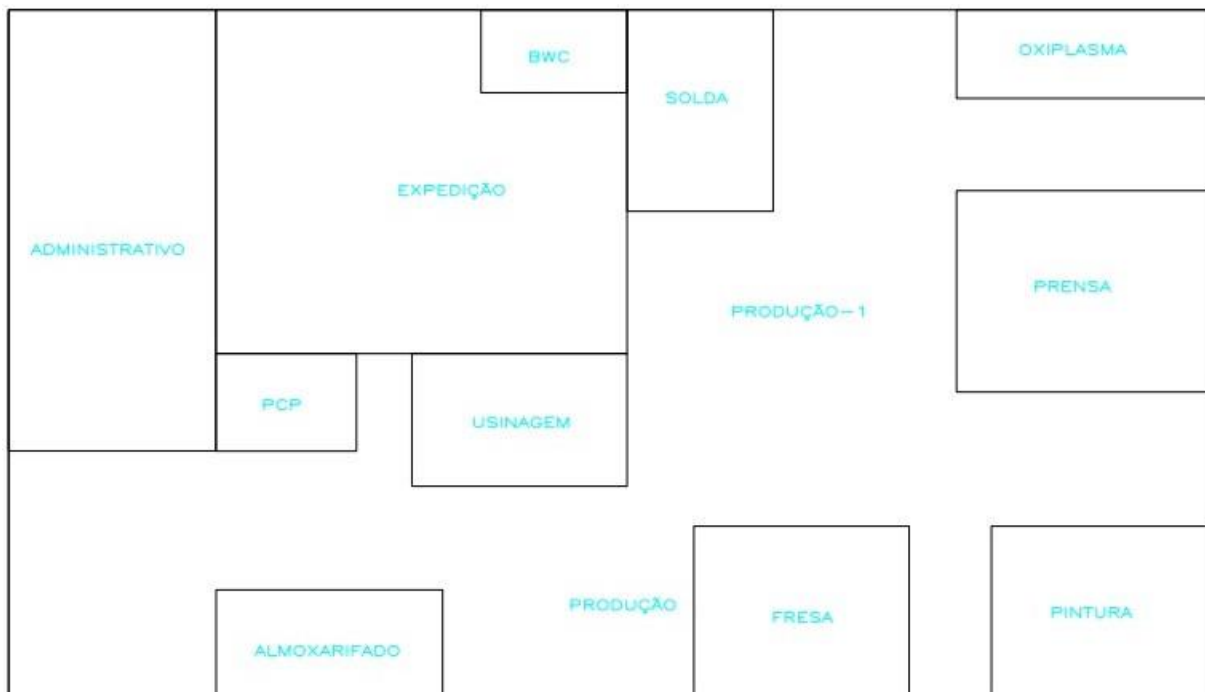 BWC
OXIPLASMA
SOLDA
EXPEDIÇÃO
ADMINISTRATIVO
PRENSA
PRODUÇÃO-1
PCP
USINAGEM
PRODUÇÃO
FRESA
PINTURA
ALMOXARIFADO